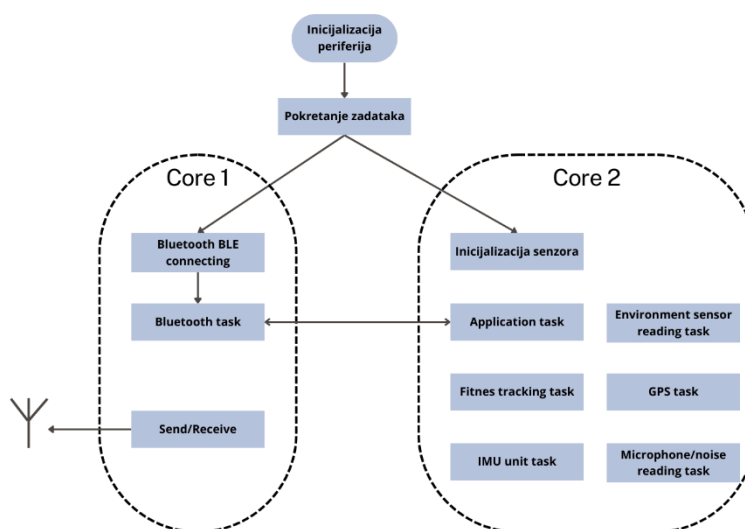 Inicijalizacija
periferija
Pokretanje zadataka
Core 1
Core 2
Bluetooth BLE
connecting
Inicijalizacija senzora
Bluetooth task
Application task
Environment sensor
reading task
Fitnes tracking task
GPS task
Send/Receive
IMU unit task
Microphone/noise
reading task